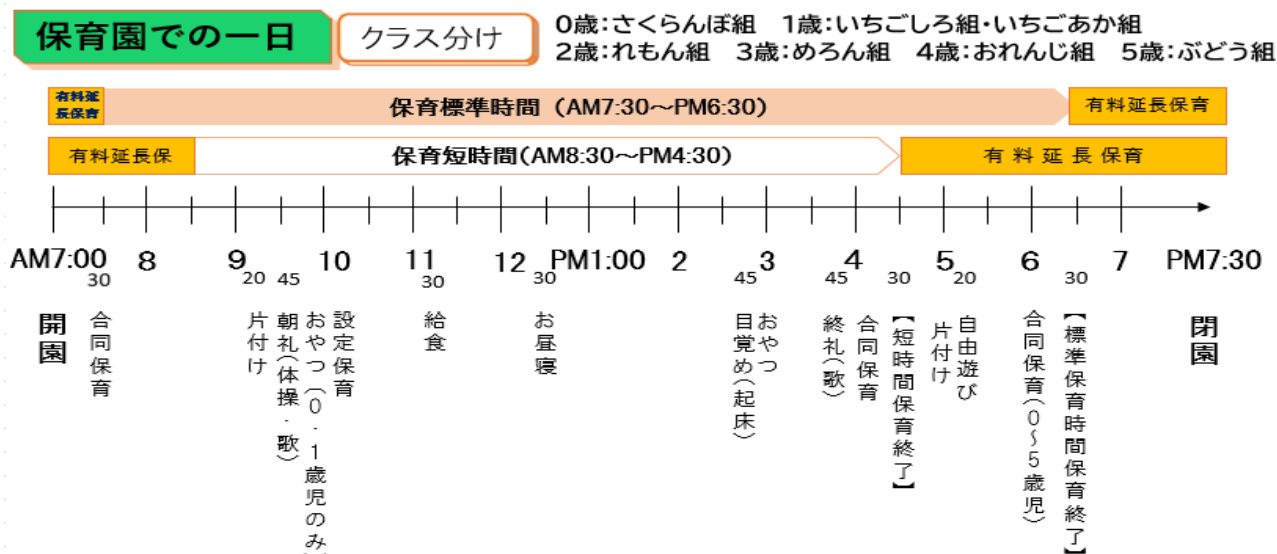 保育園での一日
クラス分け
0歳:さくらんぼ組 1歳:いちごしろ組・いちごあか組
2歳:れもん組 3歳:めろん組 4歳:おれんじ組 5歳:ぶどう組
有料延
長保育
保育標準時間(AM7:30~PM6:30)
有料延長保育
有料延長保
保育短時間(AM8:30~PM4:30)
有料延長保育
AM7:00 8 9 10 11 12 PM1:00 2 3 4 5 6 7 PM7:30
30 20 45 30 30 45 45 30 20 30
開園
合同保育
片付け
朝礼(体操・歌)
おやつ(0・1歳児のみ)
設定保育
給食
お昼寝
目覚め(起床)
おやつ
終礼(歌)
合同保育
【短時間保育終了】
片付け
自由遊び
合同保育(0~5歳児)
【標準保育時間保育終了】
閉園